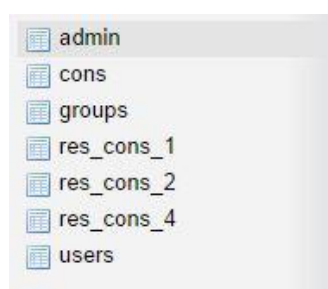 admin
cons
groups
res_cons_1
res_cons_2
res_cons_4
users